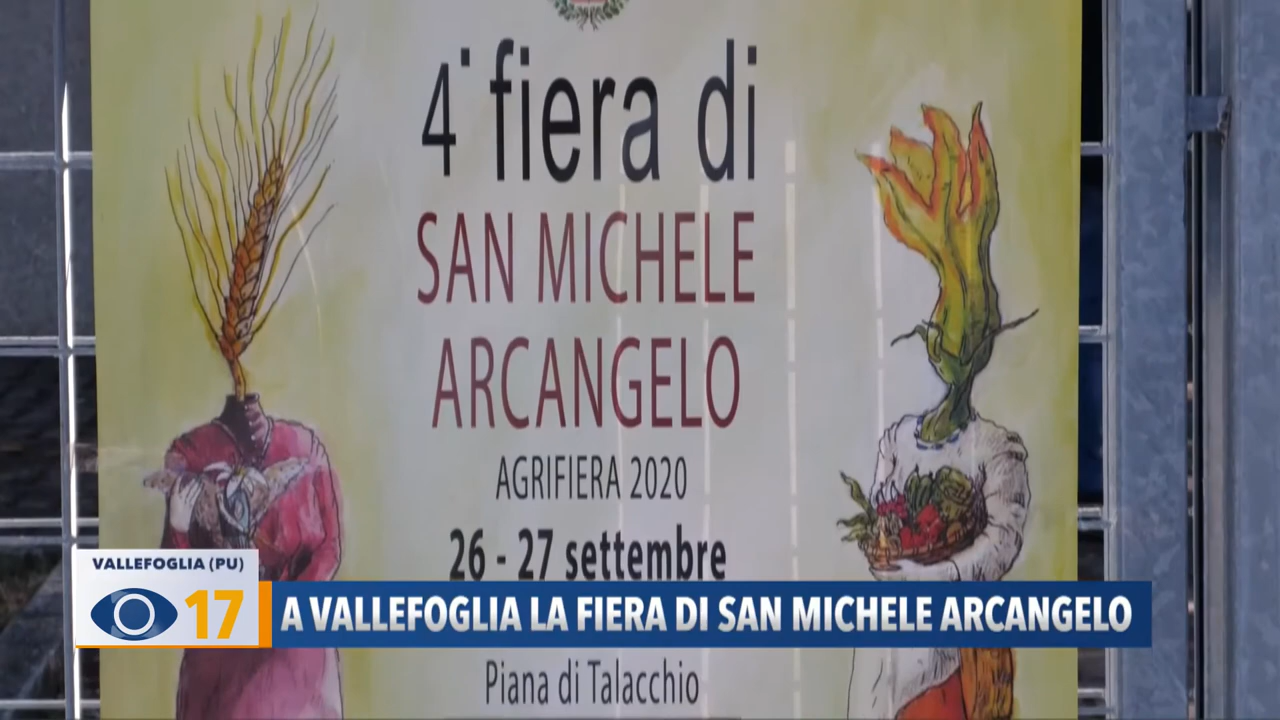 4° fiera di
SAN MICHELE
ARCANGELO
AGRIFIERA 2020
26 - 27 settembre
VALLEFOGLIA (PU)
17
A VALLEFOGLIA LA FIERA DI SAN MICHELE ARCANGELO
Piana di Talacchio